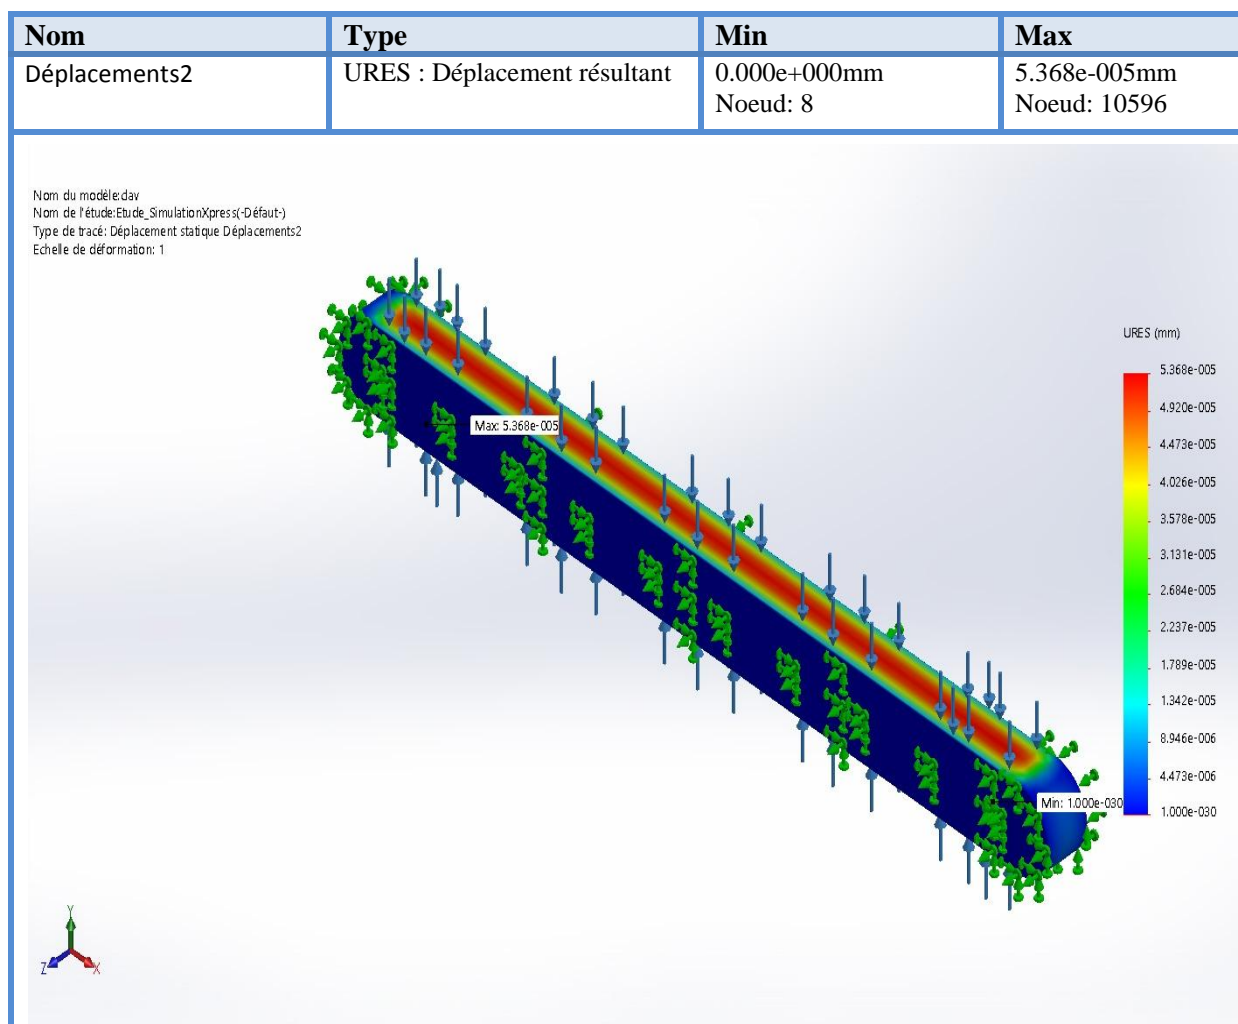 Nom Type Min Max
Déplacements2 URES : Déplacement résultant 0.000e+000mm 5.368e-005mm
Noeud: 8 Noeud: 10596
Nom du modèle:dav
Nom de l'étude:Etude_SimulationXpress(-Défaut-)
Type de tracé: Déplacement statique Déplacements2
Echelle de déformation: 1
URES (mm)
5.368e-005
4.920e-005
4.473e-005
4.026e-005
3.578e-005
3.131e-005
2.684e-005
2.237e-005
1.789e-005
1.342e-005
8.946e-006
4.473e-006
1.000e-030
Max: 5.368e-005
Min: 1.000e-030
Y
Z
X